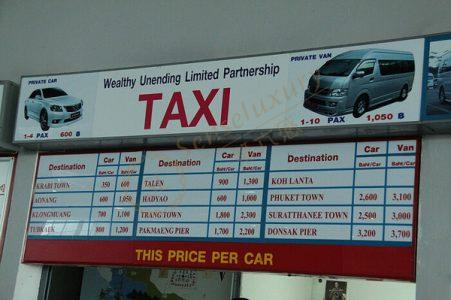 PRIVATE CAR
1-4 PAX 600 B
Wealthy Unending Limited Partnership
TAXI
PRIVATE VAN
1-10 PAX 1,050 B
Destination Car Van
Baht/Car Baht/Car
KRABI TOWN 350 600
AONANG 600 1,050
KLONGMUANG 700 1,100
TUBKAUK 800 1,200
Destination Car Van
Baht/Car Baht/Car
TALEN 900 1,300
HADYAO 600 1,000
TRANG TOWN 1,800 2,300
PAKMAENG PIER 1,700 2,200
Destination Car Van
Baht/Car Baht/Car
KOH LANTA
PHUKET TOWN 2,600 3,100
SURATTHANEE TOWN 2,500 3,000
DONSAK PIER 3,200 3,700
THIS PRICE PER CAR